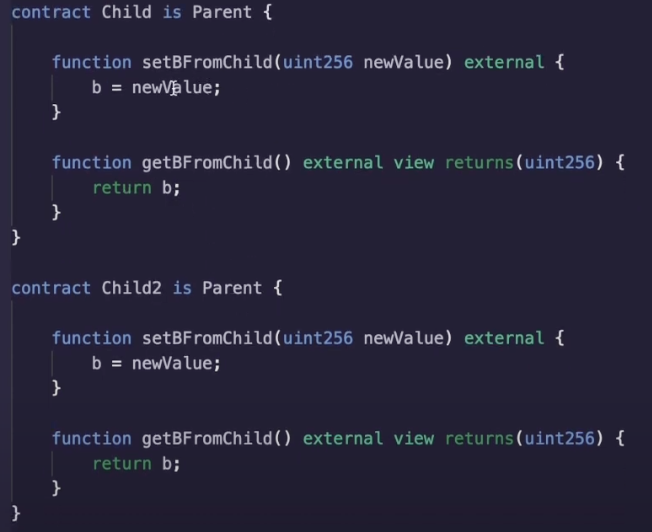 contract Child is Parent {
function setBFromChild(uint256 newValue) external {
b = newValue;
}
function getBFromChild() external view returns(uint256) {
return b;
}
}
contract Child2 is Parent {
function setBFromChild(uint256 newValue) external {
b = newValue;
}
function getBFromChild() external view returns(uint256) {
return b;
}
}